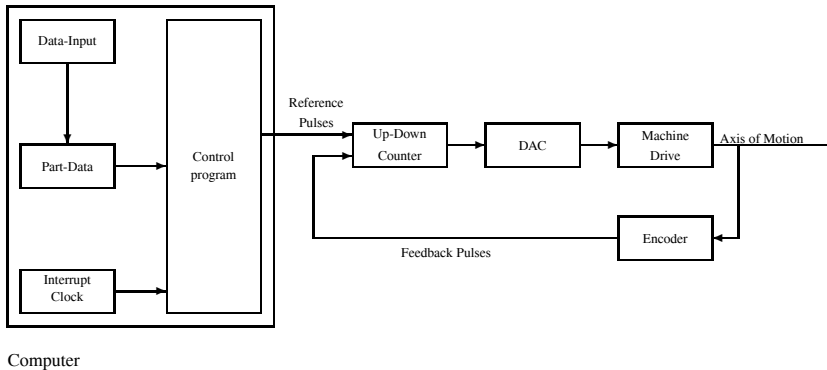 Data-Input
Part-Data
Interrupt
Clock
Control
program
Reference
Pulses
Up-Down
Counter
DAC
Machine
Drive
Axis of Motion
Encoder
Feedback Pulses
Computer